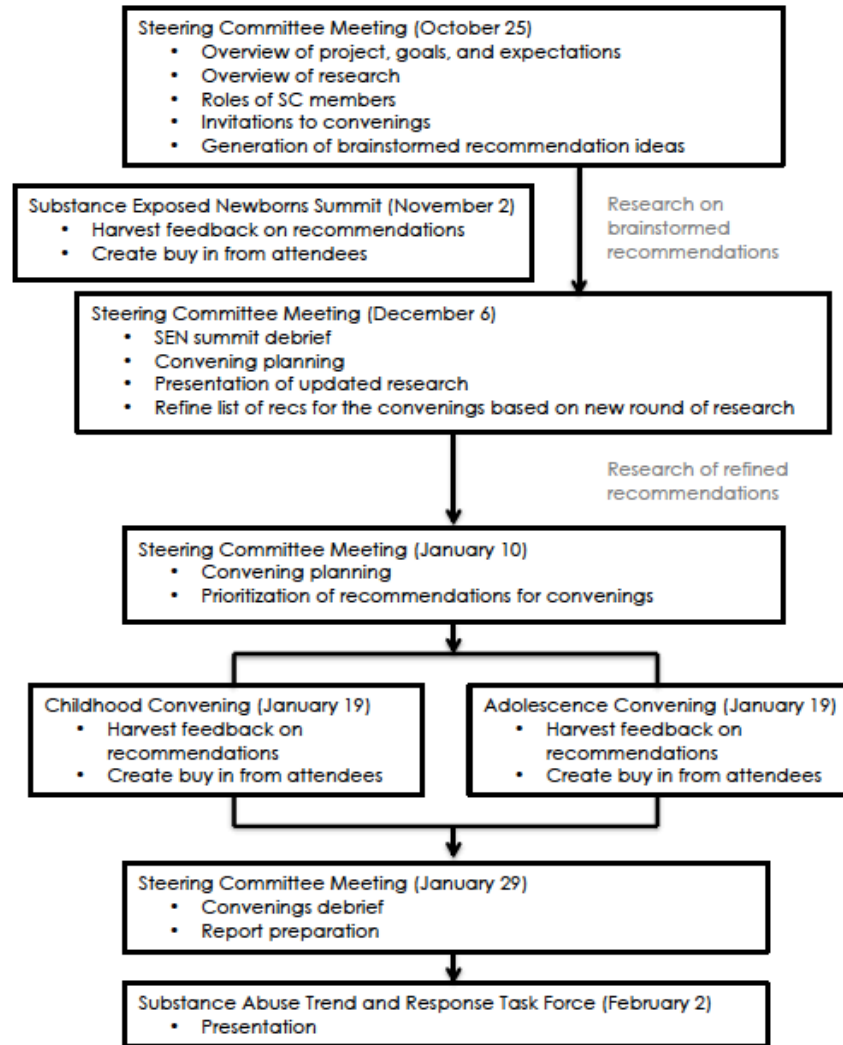 Steering Committee Meeting (October 25)
• Overview of project, goals, and expectations
• Overview of research
• Roles of SC members
• Invitations to convenings
• Generation of brainstormed recommendation ideas
Substance Exposed Newborns Summit (November 2)
• Harvest feedback on recommendations
• Create buy in from attendees
Research on
brainstormed
recommendations
Steering Committee Meeting (December 6)
• SEN summit debrief
• Convening planning
• Presentation of updated research
• Refine list of recs for the convenings based on new round of research
Research of refined
recommendations
Steering Committee Meeting (January 10)
• Convening planning
• Prioritization of recommendations for convenings
Childhood Convening (January 19)
• Harvest feedback on
recommendations
• Create buy in from attendees
Adolescence Convening (January 19)
• Harvest feedback on
recommendations
• Create buy in from attendees
Steering Committee Meeting (January 29)
• Convenings debrief
• Report preparation
Substance Abuse Trend and Response Task Force (February 2)
• Presentation